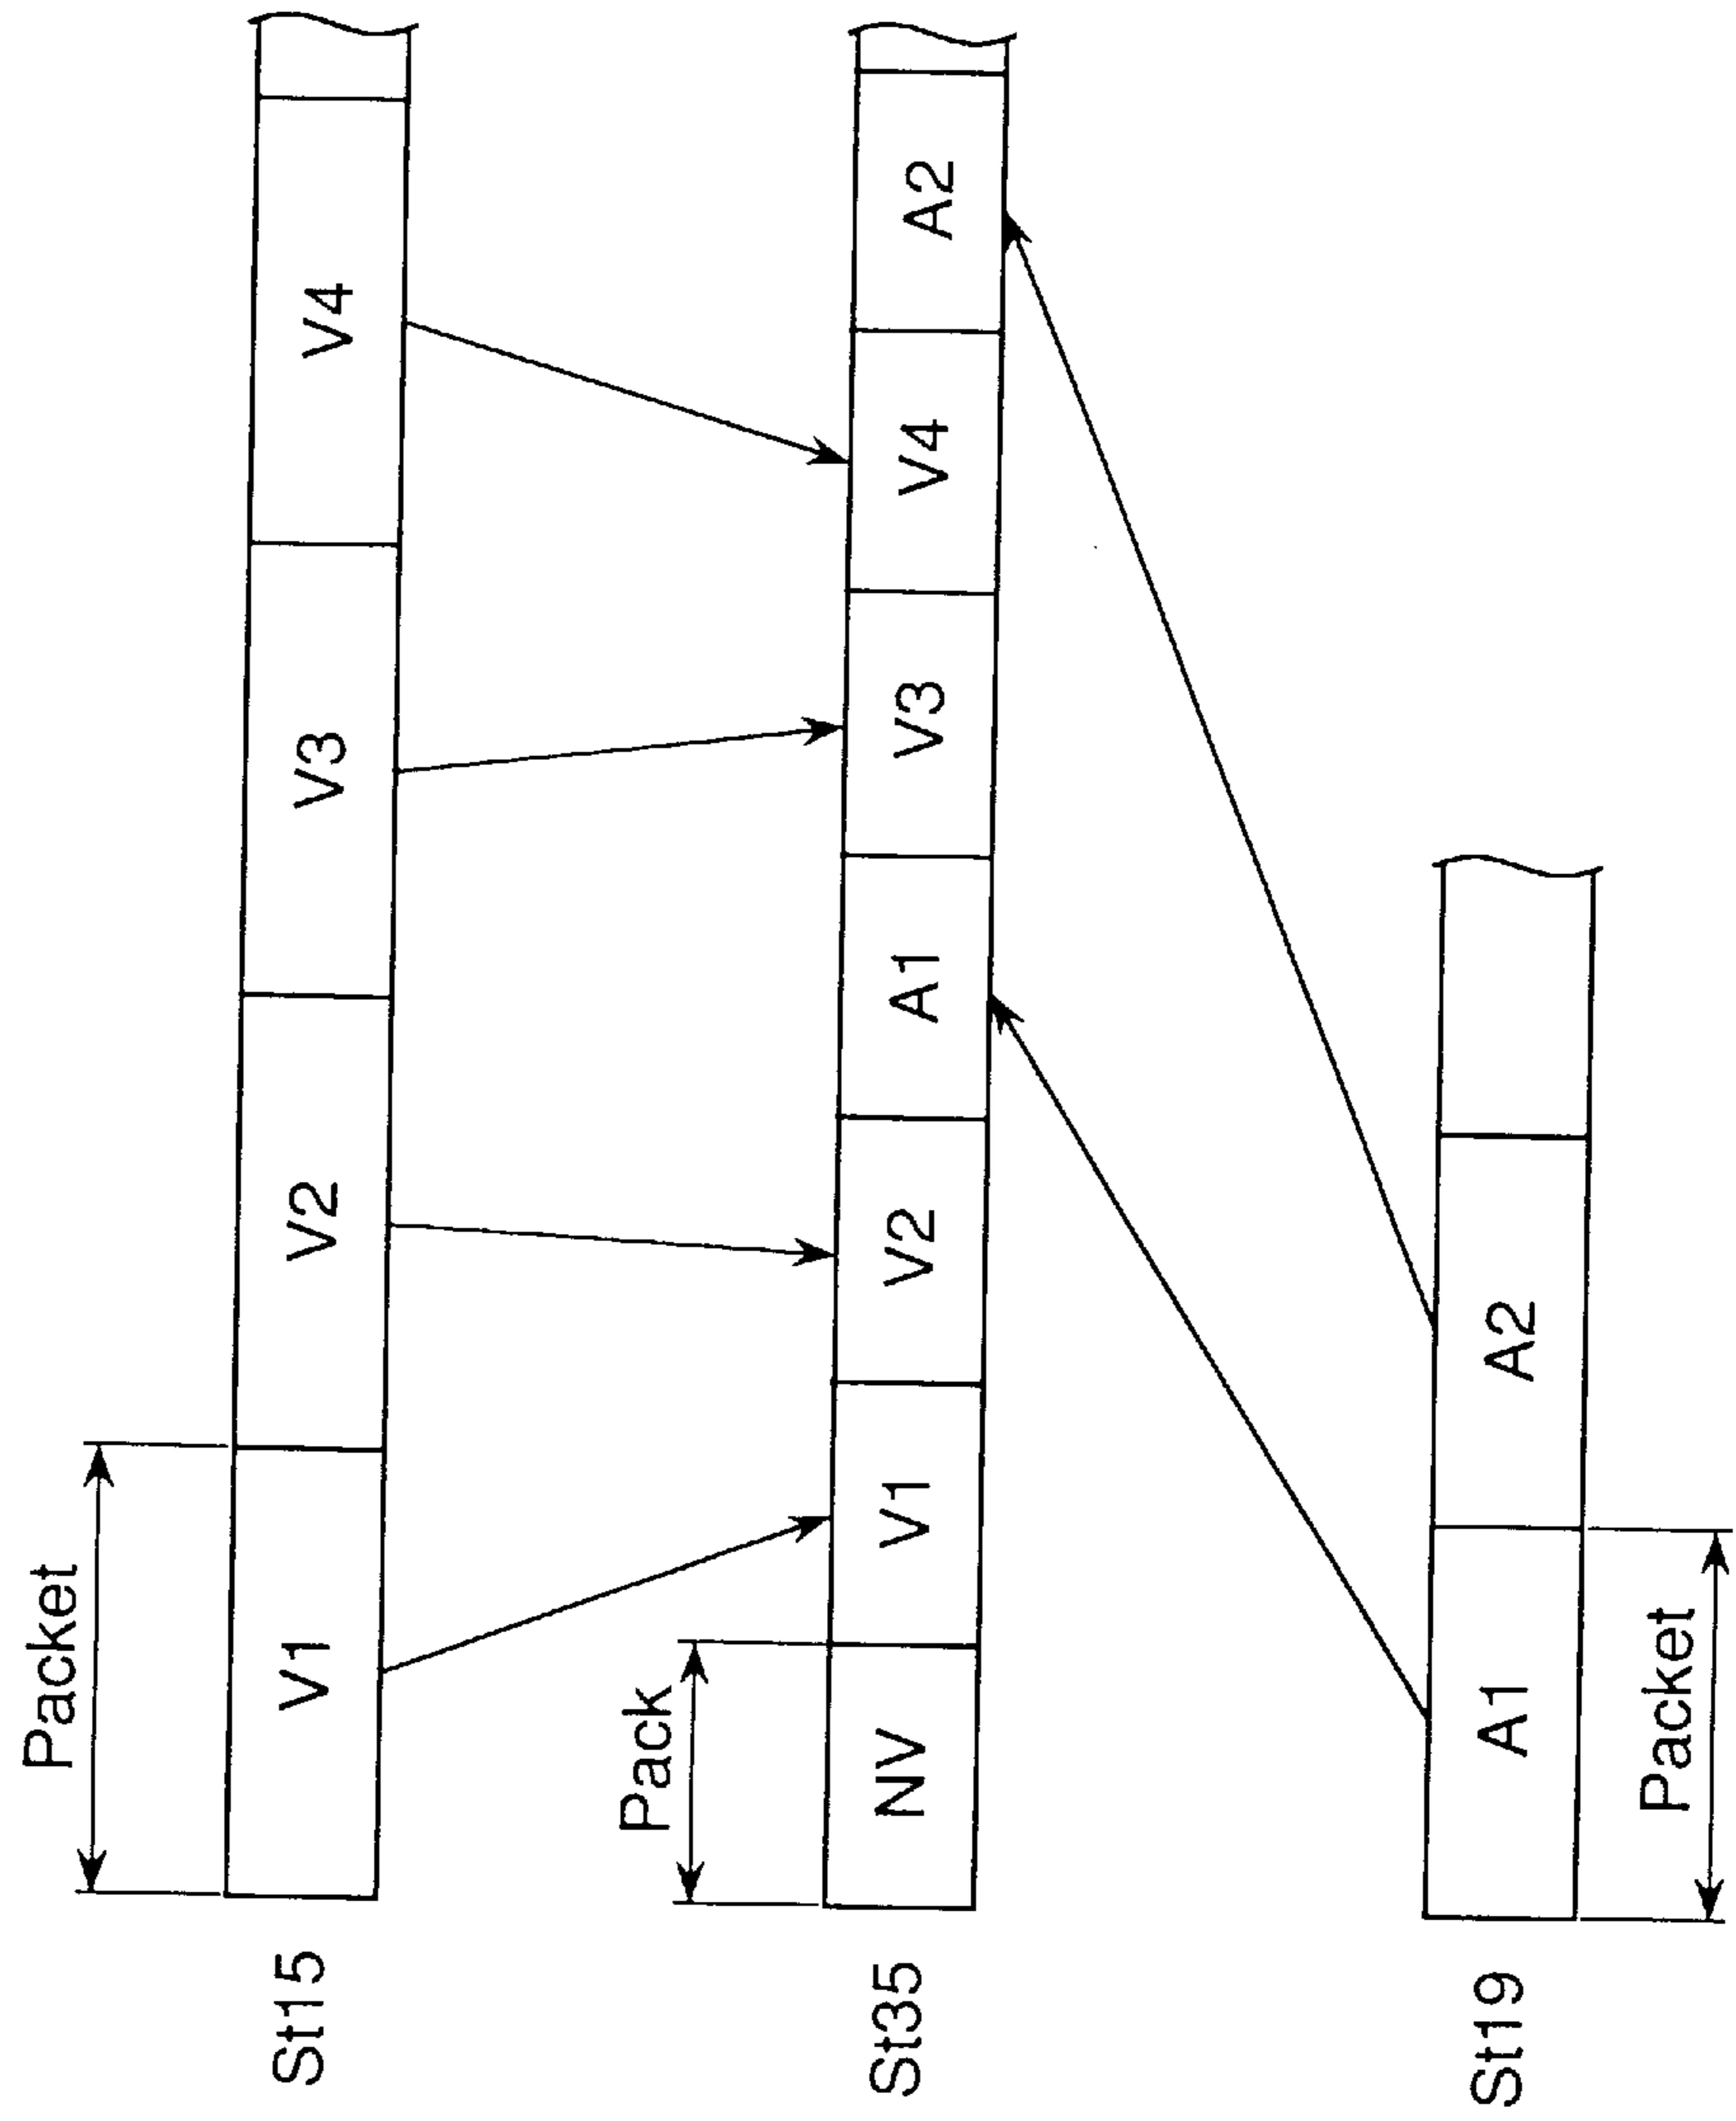 Packet
St15 V1 V2 V3 V4
Pack
St35 NV V1 V2 A1 V3 V4 A2
St19 A1 A2
Packet